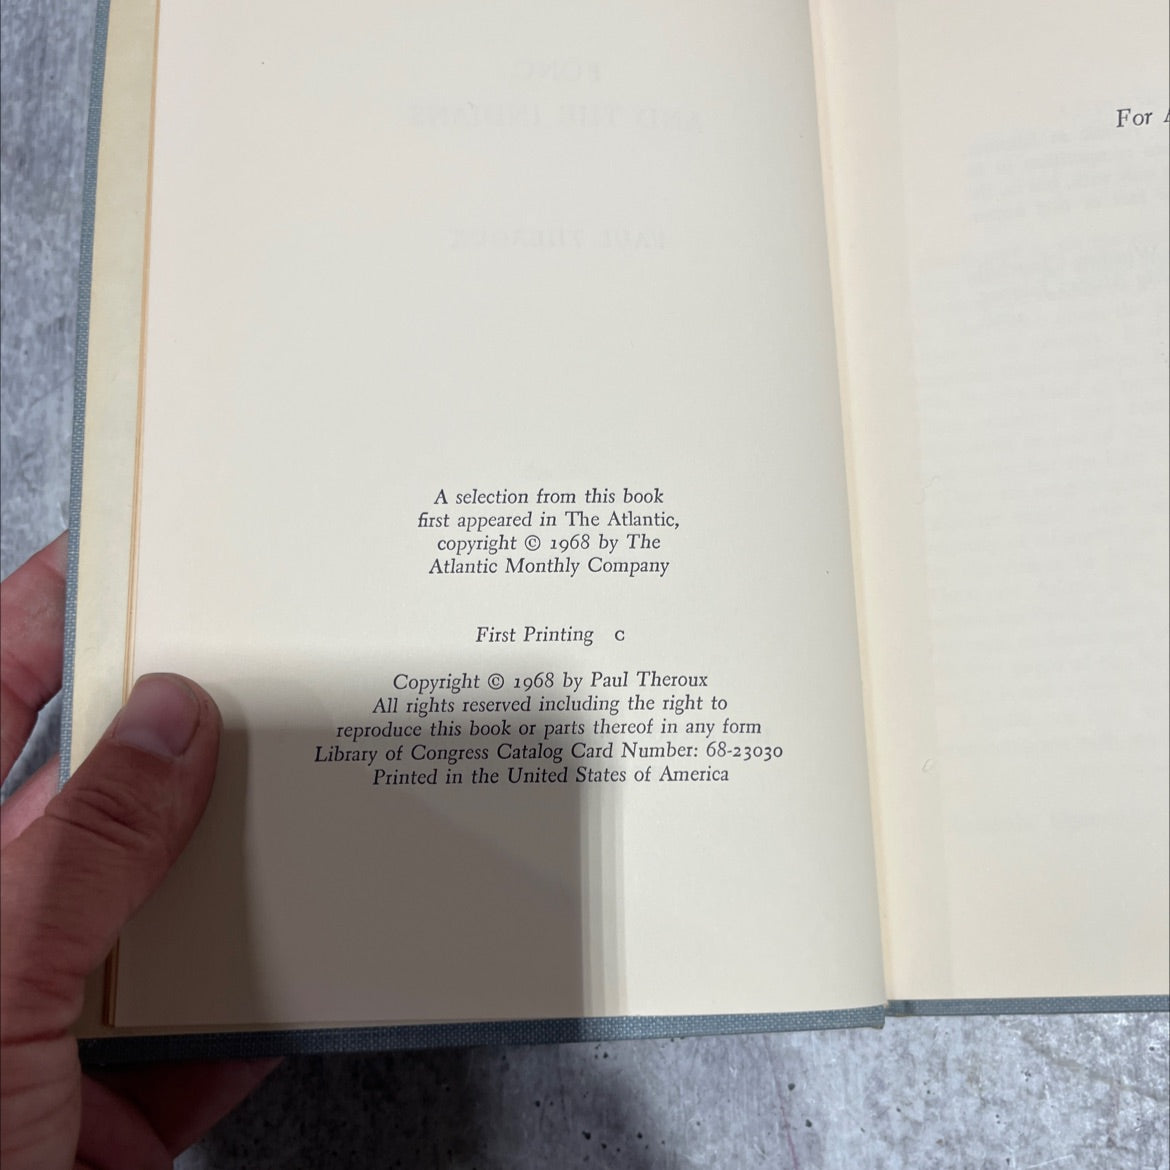 A selection from this book
first appeared in The Atlantic,
copyright © 1968 by The
Atlantic Monthly Company
First Printing c
Copyright © 1968 by Paul Theroux
All rights reserved including the right to
reproduce this book or parts thereof in any form
Library of Congress Catalog Card Number: 68-23030
Printed in the United States of America
For